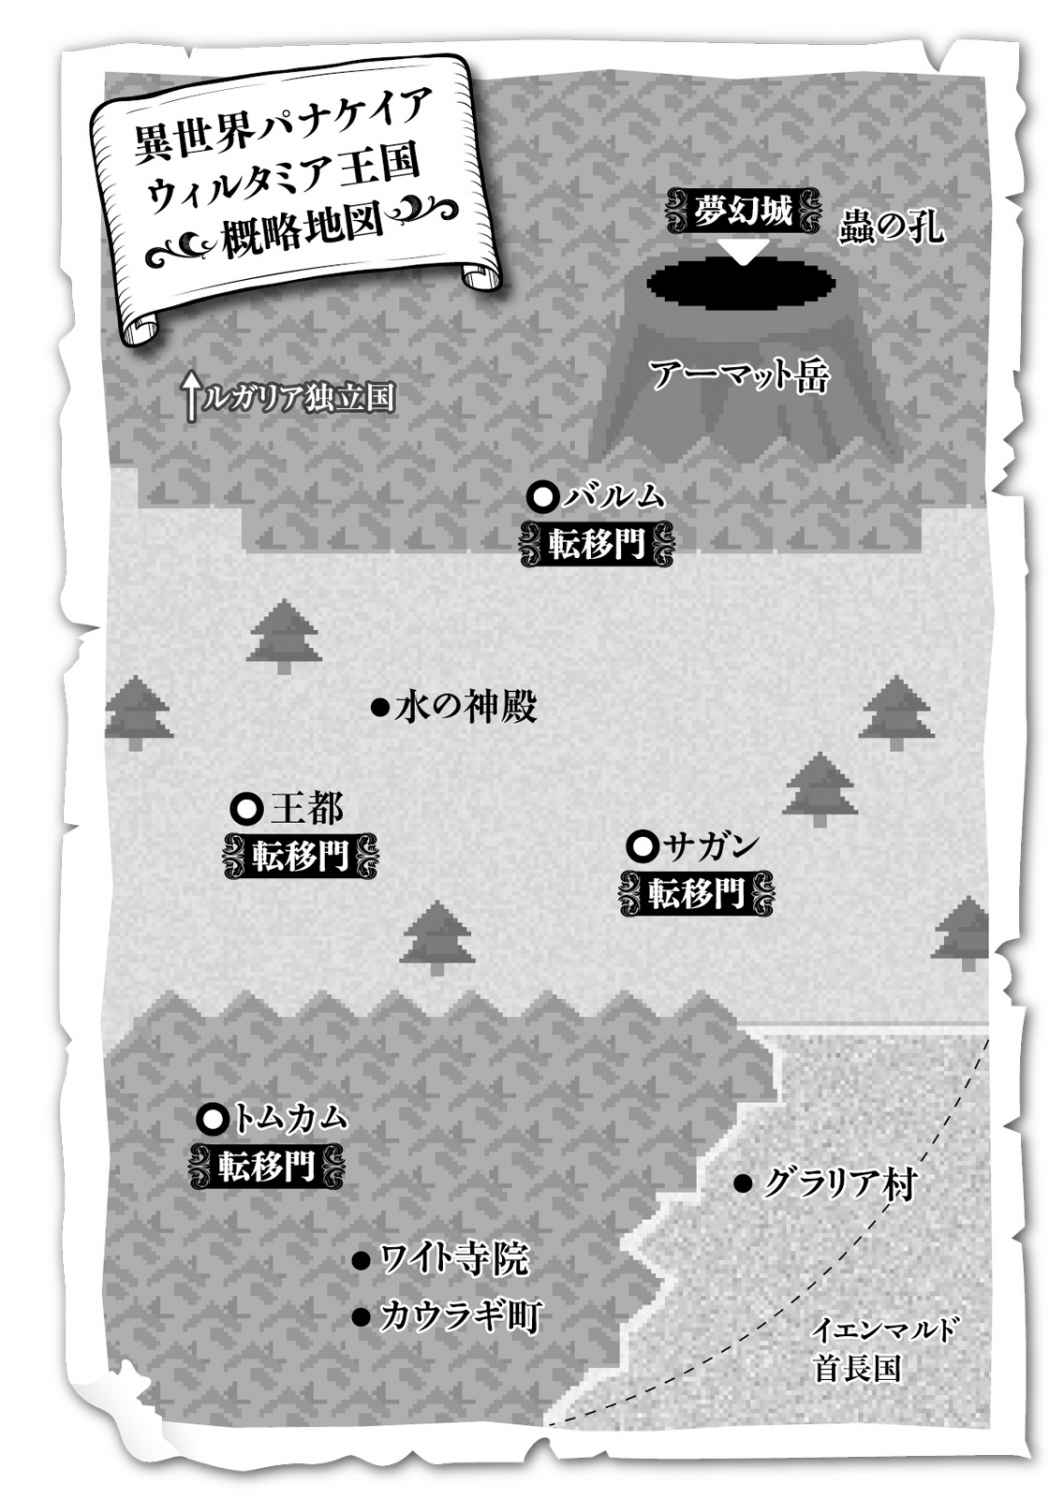 異世界パナケイア
ウィルタミア王国
概略地図
夢幻城
蟲の孔
アーマット岳
↑ルガリア独立国
バルム
転移門
●水の神殿
王都
転移門
サガン
転移門
トムカム
転移門
●グラリア村
●ワイト寺院
●カウラギ町
イエンマルド
首長国